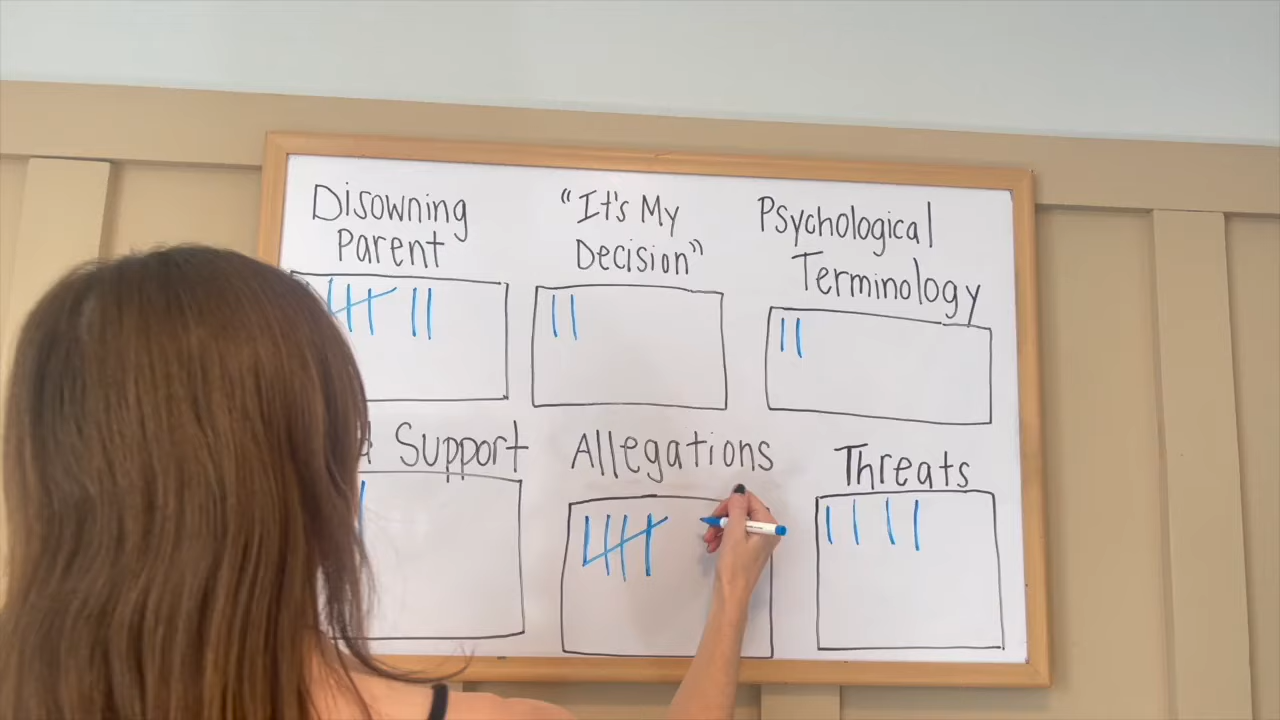 Disowning
Parent
"It's My
Decision"
Psychological
Terminology
Support
Allegations
Threats